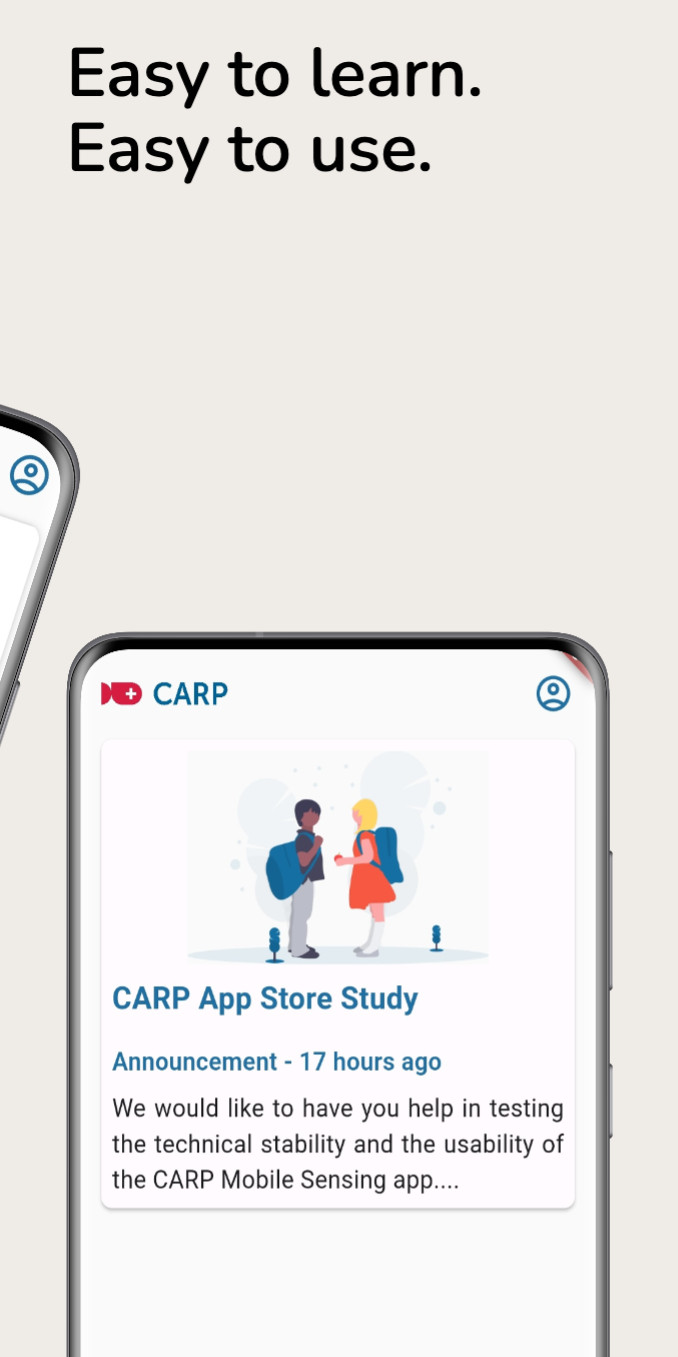 Easy to learn.
Easy to use.
CARP
CARP App Store Study
Announcement - 17 hours ago
We would like to have you help in testing
the technical stability and the usability of
the CARP Mobile Sensing app....